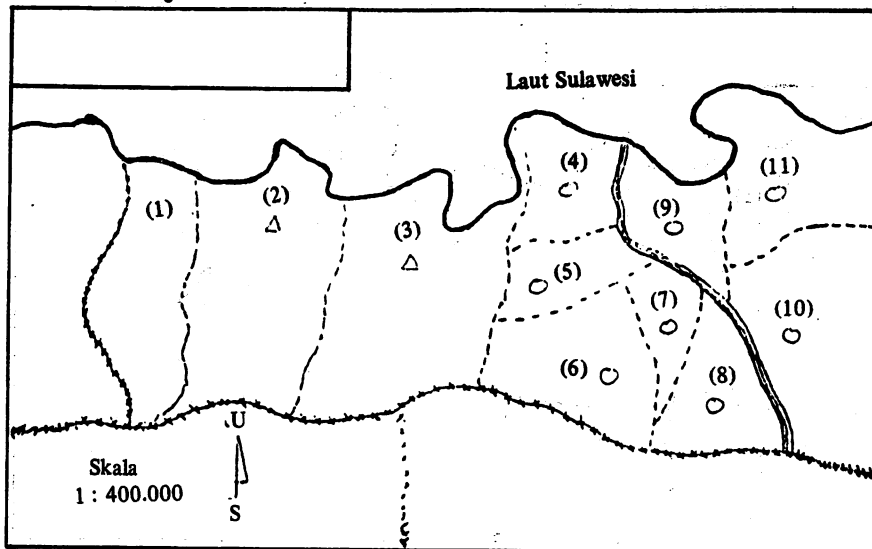 Laut Sulawesi
(4)
(11)
(1)
(2)
(9)
(3)
(5)
(7)
(10)
(6)
(8)
U
Skala
1 : 400.000
S